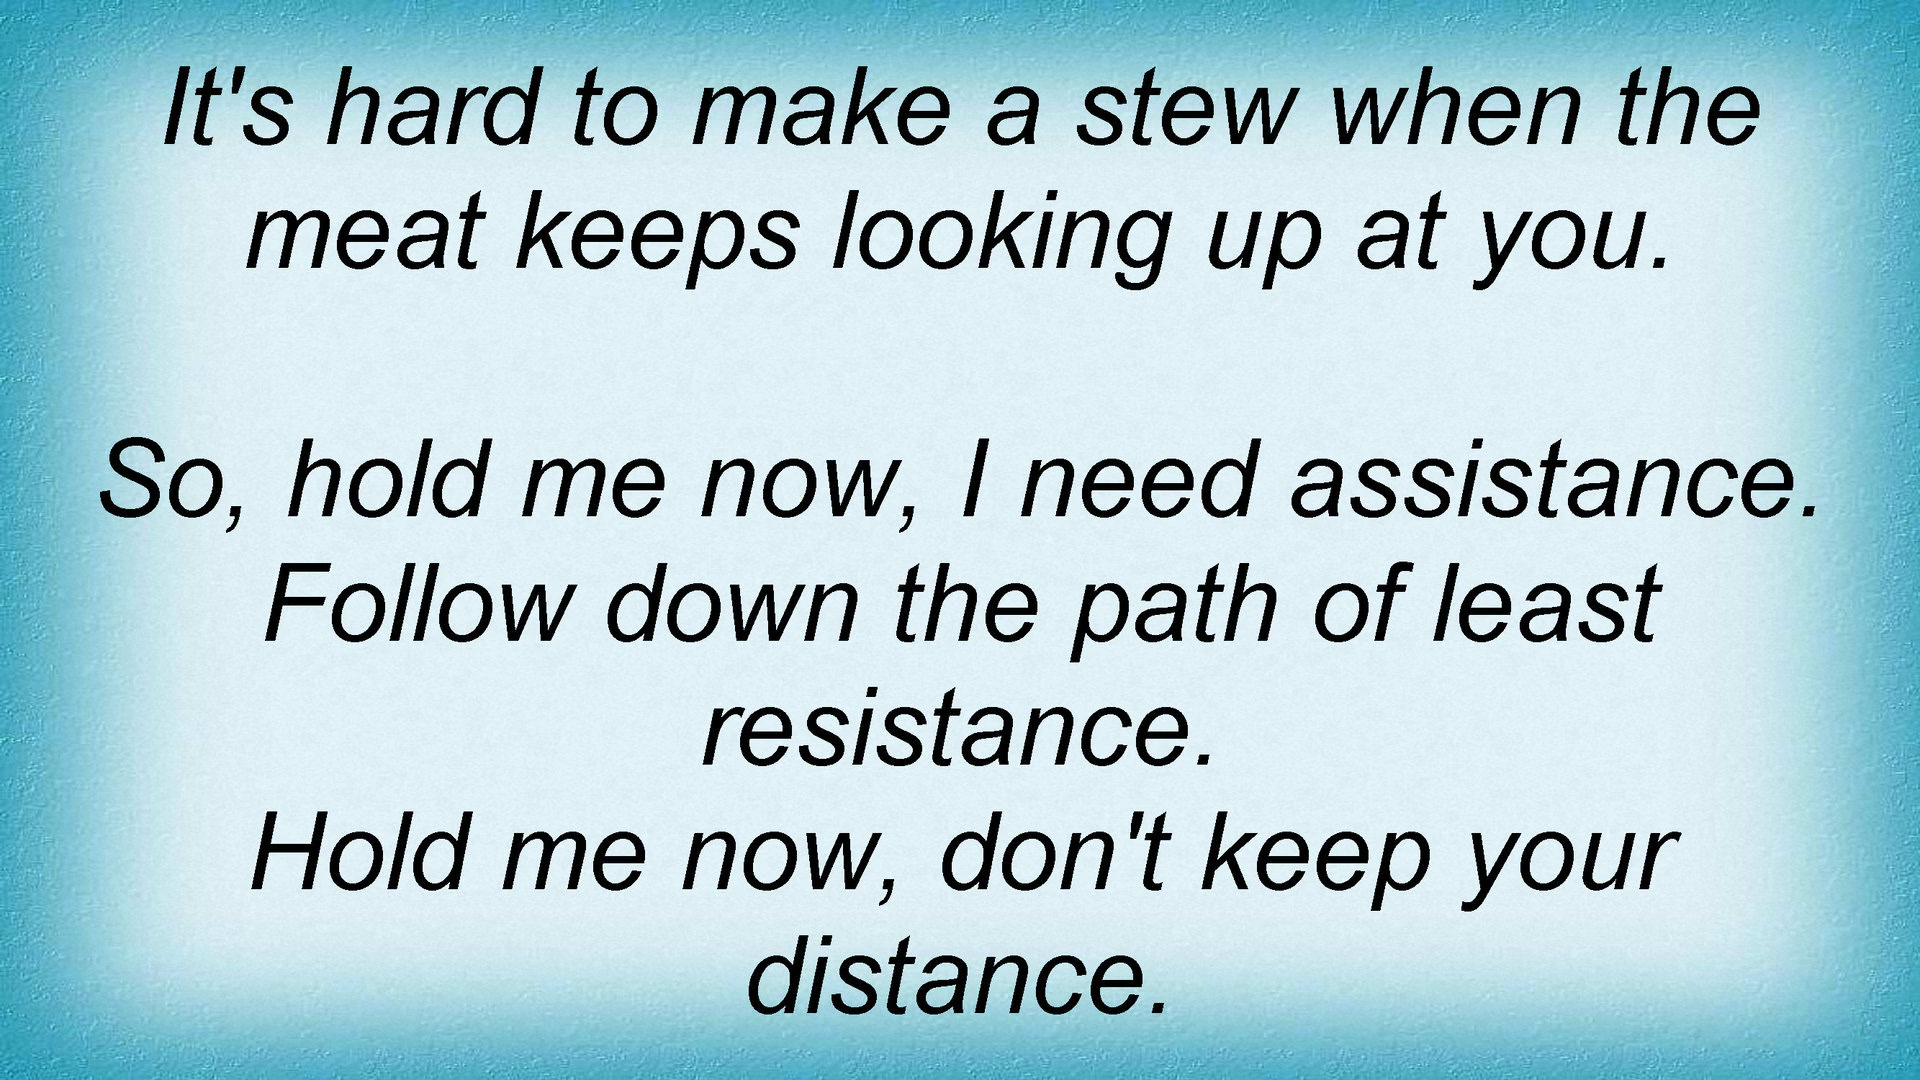 It's hard to make a stew when the
meat keeps looking up at you.
So, hold me now, I need assistance.
Follow down the path of least
resistance.
Hold me now, don't keep your
distance.